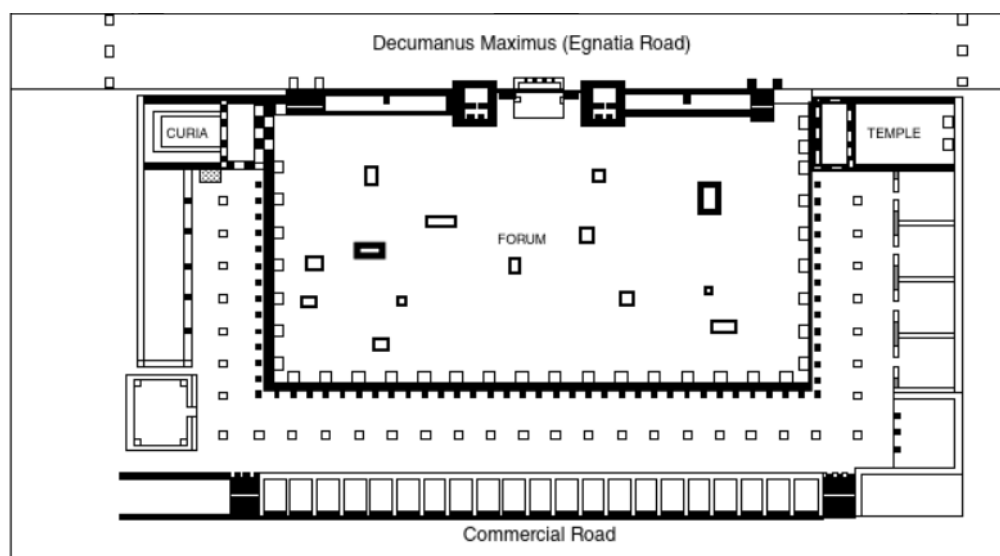 Decumanus Maximus (Egnatia Road)
CURIA
TEMPLE
FORUM
Commercial Road